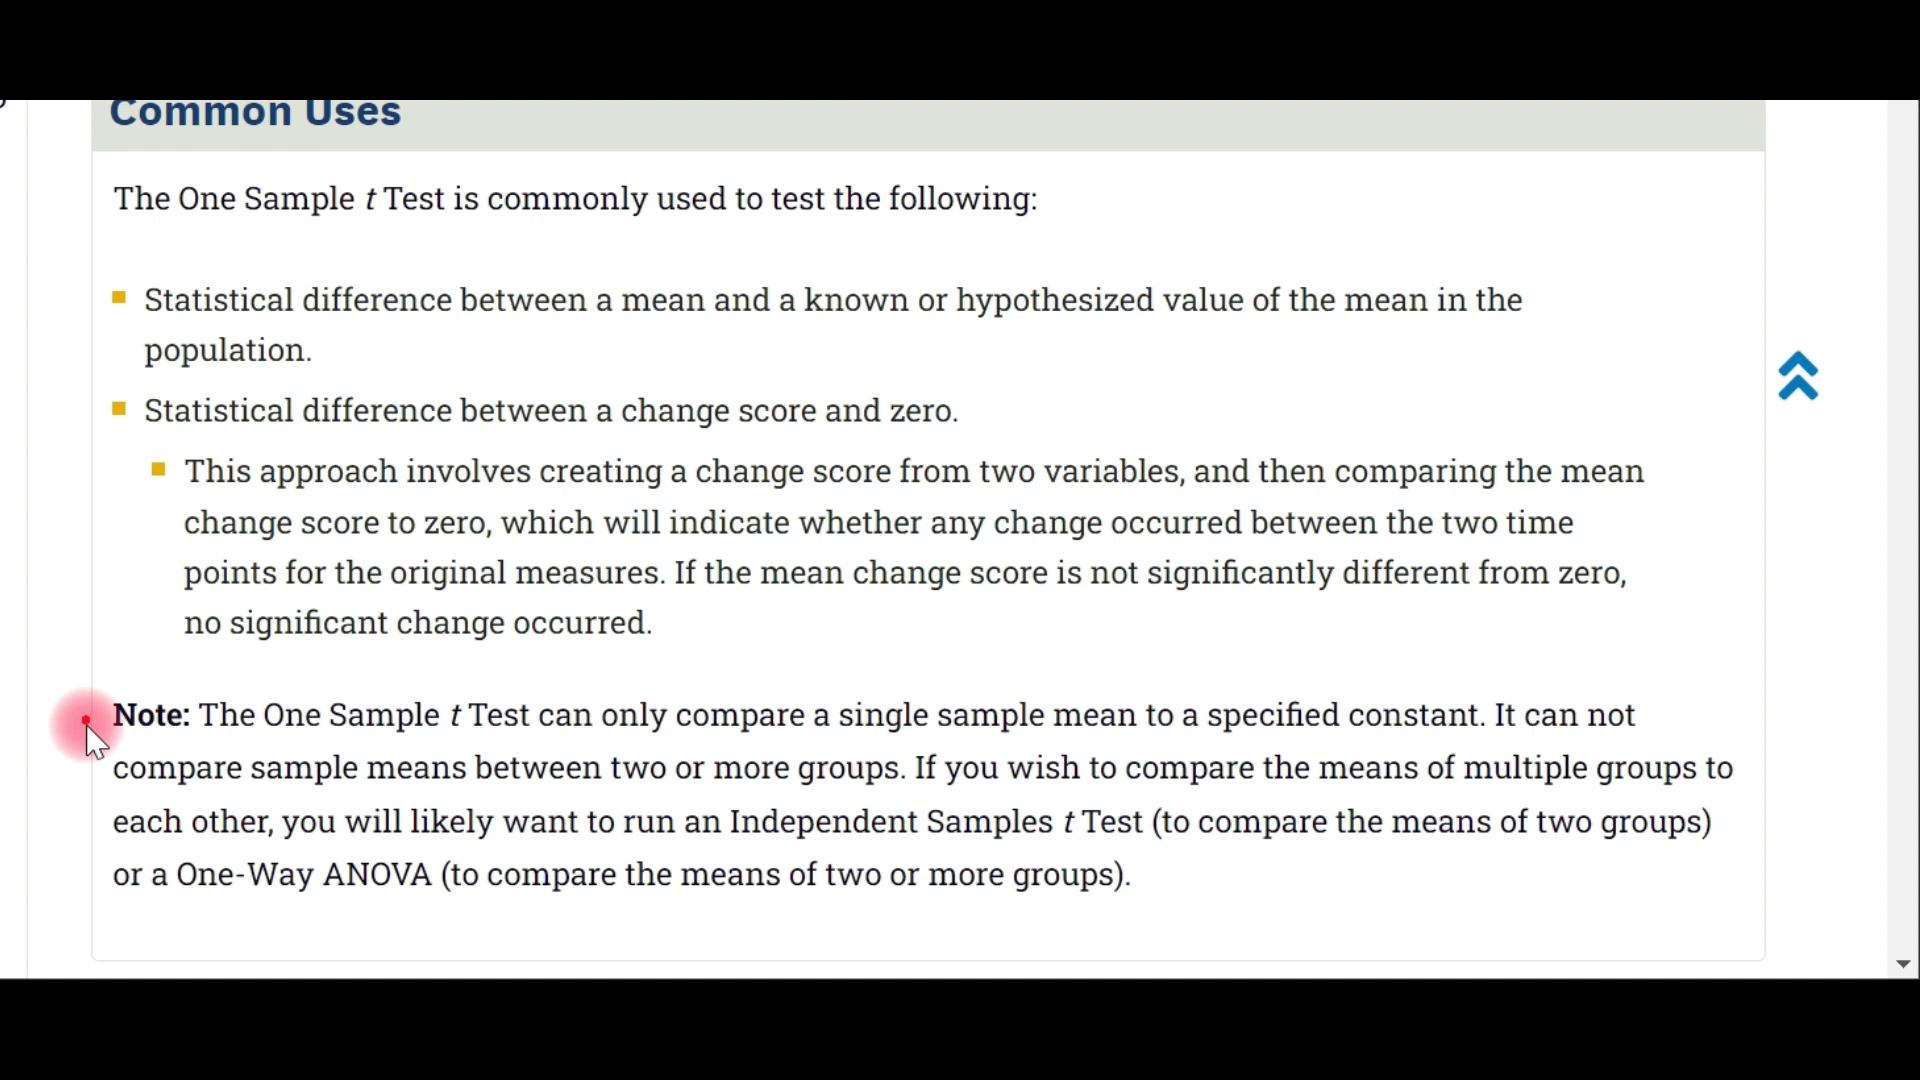 Common Uses
The One Sample t Test is commonly used to test the following:
Statistical difference between a mean and a known or hypothesized value of the mean in the
population.
Statistical difference between a change score and zero.
This approach involves creating a change score from two variables, and then comparing the mean
change score to zero, which will indicate whether any change occurred between the two time
points for the original measures. If the mean change score is not significantly different from zero,
no significant change occurred.
Note: The One Sample t Test can only compare a single sample mean to a specified constant. It can not
compare sample means between two or more groups. If you wish to compare the means of multiple groups to
each other, you will likely want to run an Independent Samples t Test (to compare the means of two groups)
or a One-Way ANOVA (to compare the means of two or more groups).